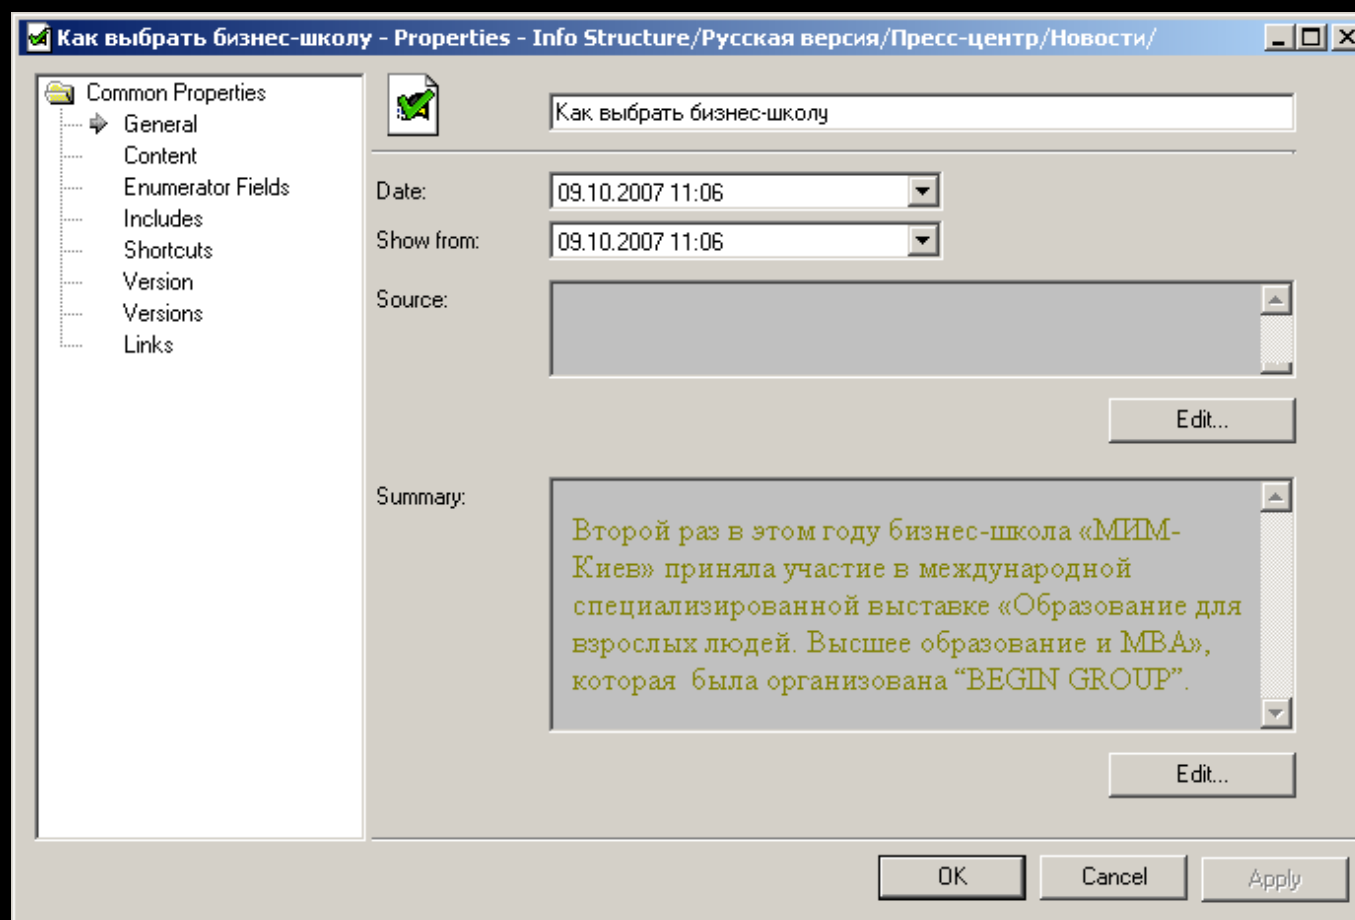 Как выбрать бизнес-школу - Properties - Info Structure/Русская версия/Пресс-центр/Новости/
Common Properties
General
Content
Enumerator Fields
Includes
Shortcuts
Version
Versions
Links
Как выбрать бизнес-школу
Date:
09.10.2007 11:06
Show from:
09.10.2007 11:06
Source:
Edit...
Summary:
Второй раз в этом году бизнес-школа «МИМ-
Киев» приняла участие в международной
специализированной выставке «Образование для
взрослых людей. Высшее образование и МВА»,
которая  была организована “BEGIN GROUP”.
Edit...
OK
Cancel
Apply